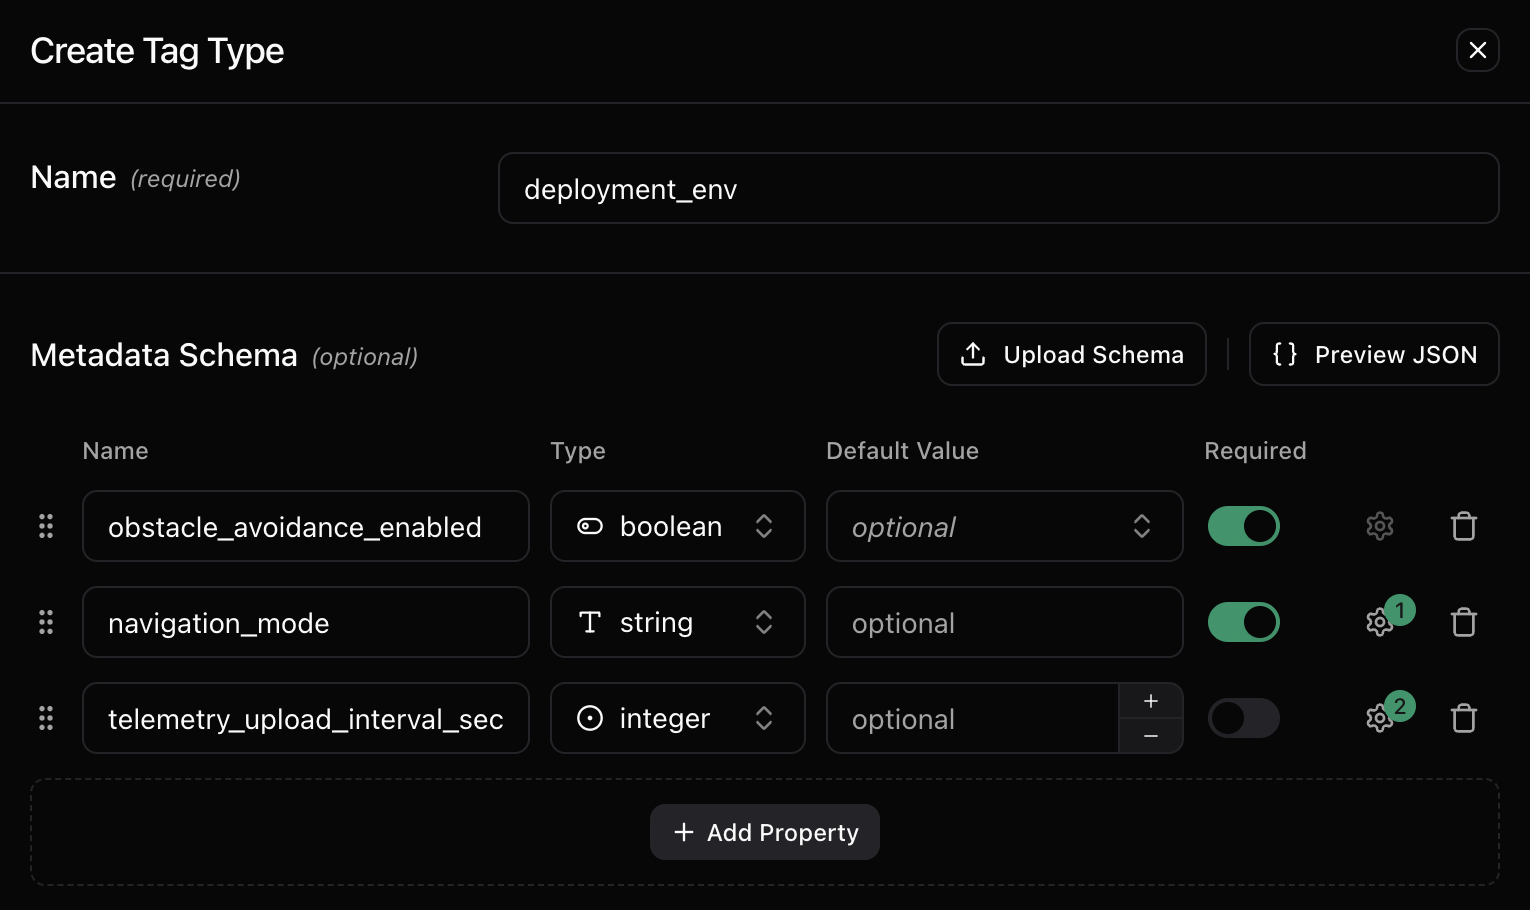 Create Tag Type
Name (required)
deployment_env
Metadata Schema (optional)
Upload Schema
{} Preview JSON
Name Type Default Value Required
obstacle_avoidance_enabled boolean optional
navigation_mode string optional 1
telemetry_upload_interval_sec integer optional + − 2
+ Add Property